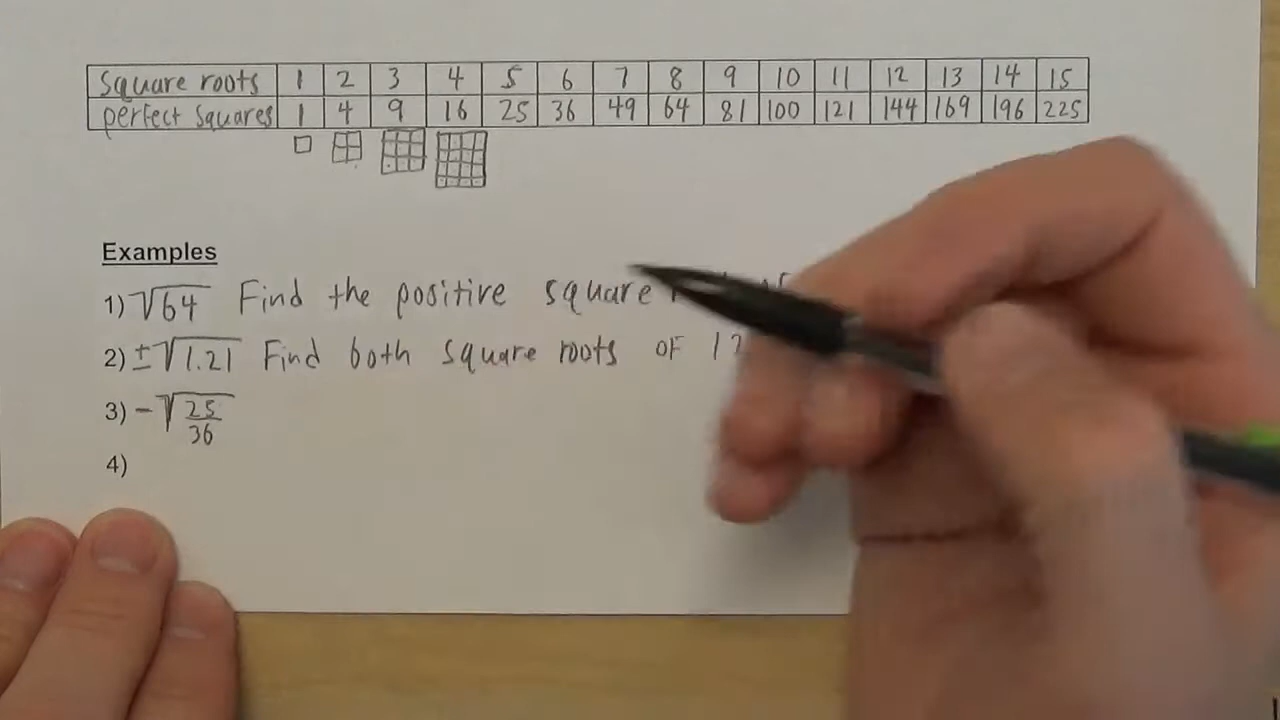 Square roots 1 2 3 4 5 6 7 8 9 10 11 12 13 14 15
perfect squares 1 4 9 16 25 36 49 64 81 100 121 144 169 196 225
Examples
1) √64 Find the positive square
2) ±√1.21 Find both square roots of
3) -√25/36
4)